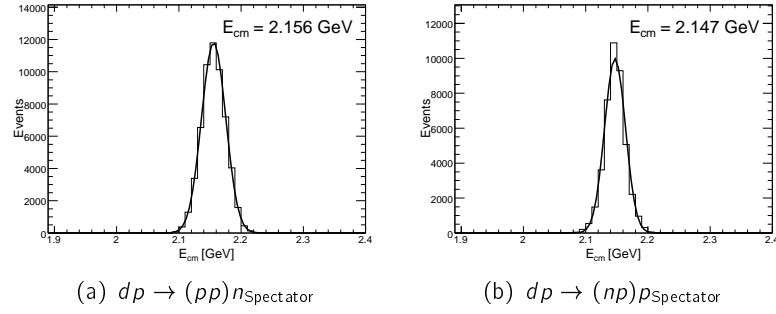 E_cm = 2.156 GeV
Events
14000
12000
10000
8000
6000
4000
2000
0
1.9 2 2.1 2.2 2.3 2.4
E_cm [GeV]
(a) dp → (pp)n_Spectator
E_cm = 2.147 GeV
Events
12000
10000
8000
6000
4000
2000
0
1.9 2 2.1 2.2 2.3 2.4
E_cm [GeV]
(b) dp → (np)p_Spectator